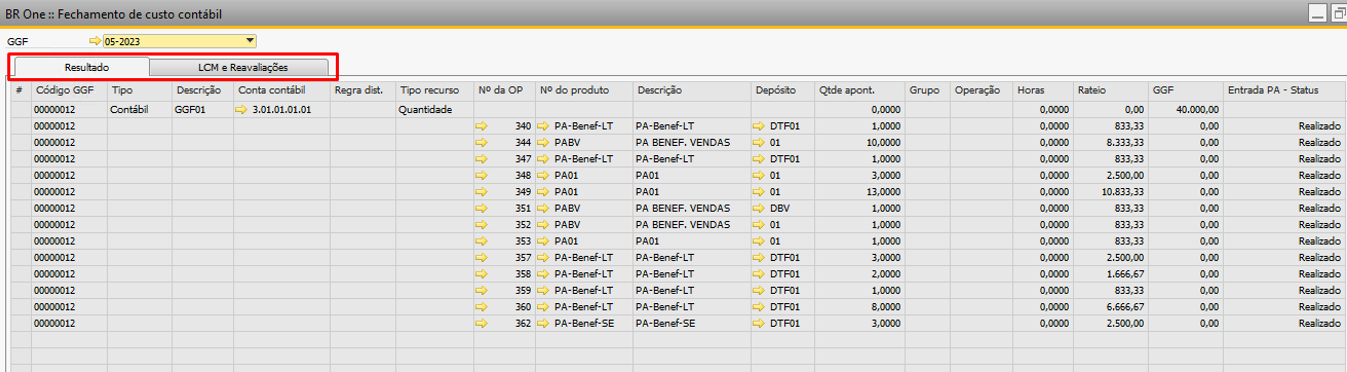 BR One :: Fechamento de custo contábil
GGF 05-2023
Resultado LCM e Reavaliações
# Código GGF Tipo Descrição Conta contábil Regra dist. Tipo recurso Nº da OP Nº do produto Descrição Depósito Qtde apont. Grupo Operação Horas Rateio GGF Entrada PA - Status
00000012 Contábil GGF01 3.01.01.01.01 Quantidade 0,0000 0,0000 0,00 40.000,00
00000012 340 PA-Benef-LT PA-Benef-LT DTF01 1,0000 0,0000 833,33 0,00 Realizado
00000012 344 PABV PA BENEF. VENDAS 01 10,0000 0,0000 8.333,33 0,00 Realizado
00000012 347 PA-Benef-LT PA-Benef-LT DTF01 1,0000 0,0000 833,33 0,00 Realizado
00000012 348 PA01 PA01 01 3,0000 0,0000 2.500,00 0,00 Realizado
00000012 349 PA01 PA01 01 13,0000 0,0000 10.833,33 0,00 Realizado
00000012 351 PABV PA BENEF. VENDAS DBV 1,0000 0,0000 833,33 0,00 Realizado
00000012 352 PABV PA BENEF. VENDAS 01 1,0000 0,0000 833,33 0,00 Realizado
00000012 353 PA01 PA01 01 1,0000 0,0000 833,33 0,00 Realizado
00000012 357 PA-Benef-LT PA-Benef-LT DTF01 3,0000 0,0000 2.500,00 0,00 Realizado
00000012 358 PA-Benef-LT PA-Benef-LT DTF01 2,0000 0,0000 1.666,67 0,00 Realizado
00000012 359 PA-Benef-LT PA-Benef-LT DTF01 1,0000 0,0000 833,33 0,00 Realizado
00000012 360 PA-Benef-LT PA-Benef-LT DTF01 8,0000 0,0000 6.666,67 0,00 Realizado
00000012 362 PA-Benef-SE PA-Benef-SE DTF01 3,0000 0,0000 2.500,00 0,00 Realizado